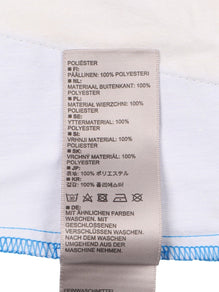 POLIÉSTER
■ FI:
PÄÄLLINEN: 100% POLYESTERI
■ NL:
MATERIAAL BUITENKANT: 100%
POLYESTER
■ PL:
MATERIAŁ WIERZCHNI: 100%
POLYESTER
■ SE:
YTTERMATERIAL: 100%
POLYESTER
■ SI:
VRHNJI MATERIAL: 100%
POLIESTER
■ SK:
VRCHNÝ MATERIÁL: 100%
POLYESTER
■ JP:
表地: 100% ポリエステル
■ KR:
겉감: 100% 폴리에스터
■ DE:
MIT ÄHNLICHEN FARBEN
WASCHEN. MIT
GESCHLOSSENEN
VERSCHLÜSSEN WASCHEN.
NACH DEM WASCHEN
UMGEHEND AUS DER
MASCHINE NEHMEN.